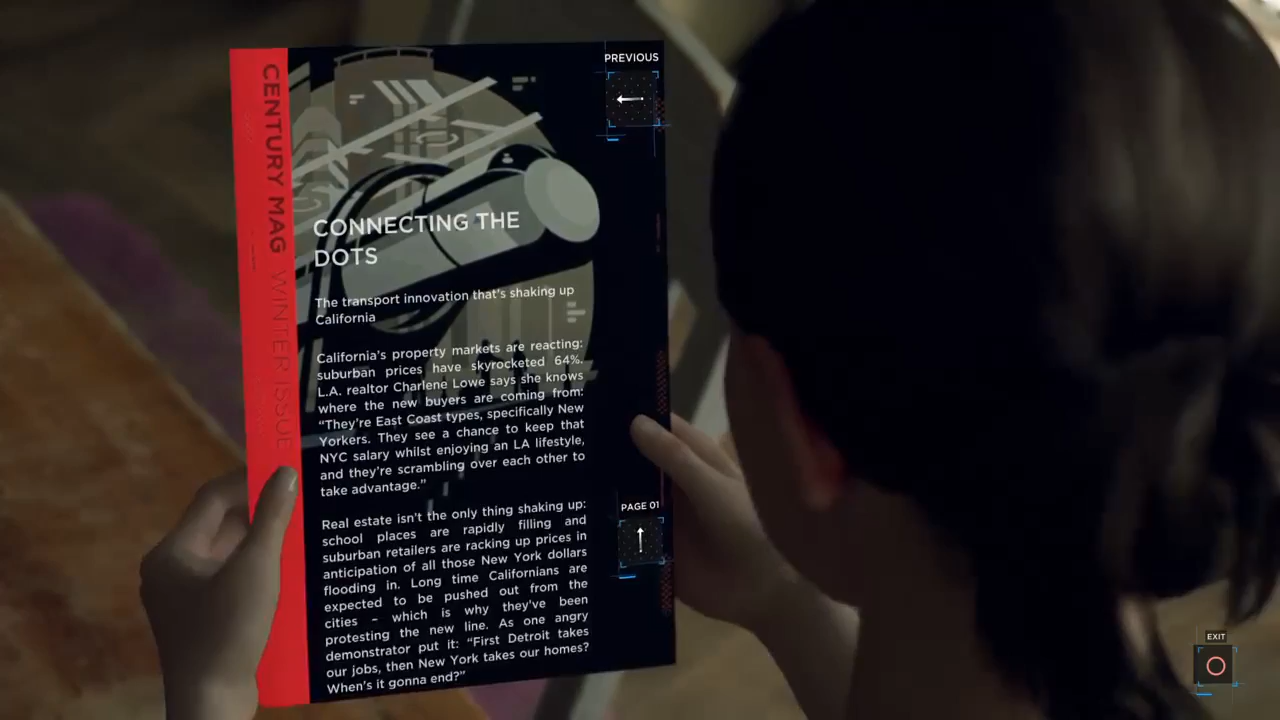 PREVIOUS
CENTURY MAG WINTER ISSUE
CONNECTING THE
DOTS
The transport innovation that's shaking up
California
California's property markets are reacting:
suburban prices have skyrocketed 64%.
L.A. realtor Charlene Lowe says she knows
where the new buyers are coming from:
“They're East Coast types, specifically New
Yorkers. They see a chance to keep that
NYC salary whilst enjoying an LA lifestyle,
and they're scrambling over each other to
take advantage.”
Real estate isn't the only thing shaking up:
school places are rapidly filling and
suburban retailers are racking up prices in
anticipation of all those New York dollars
flooding in. Long time Californians are
expected to be pushed out from the
cities – which is why they've been
protesting the new line. As one angry
demonstrator put it: “First Detroit takes
our jobs, then New York takes our homes?
When's it gonna end?”
PAGE 01
EXIT